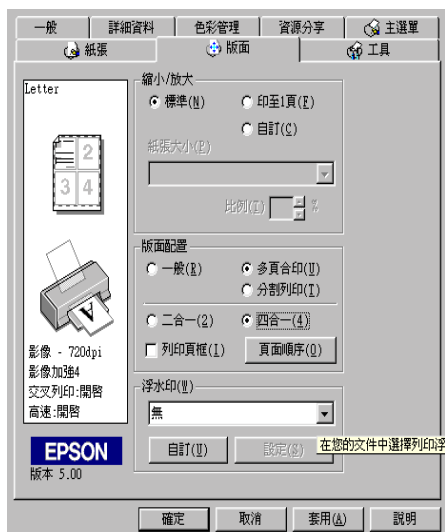 一般 詳細資料 色彩管理 資源分享 主選單
紙張 版面 工具
Letter
2
3 4
影像 - 720dpi
影像加強4
交叉列印:開啓
高速:開啓
EPSON
版本 5.00
縮小/放大
標準(N) 印至1頁(F)
自訂(C)
紙張大小(P)
比例(I) %
版面配置
一般(R) 多頁合印(U)
分割列印(T)
二合一(2) 四合一(4)
列印頁框(I) 頁面順序(O)
浮水印(W)
無
自訂(U) 設定(S)
在您的文件中選擇列印浮
確定 取消 套用(A) 說明